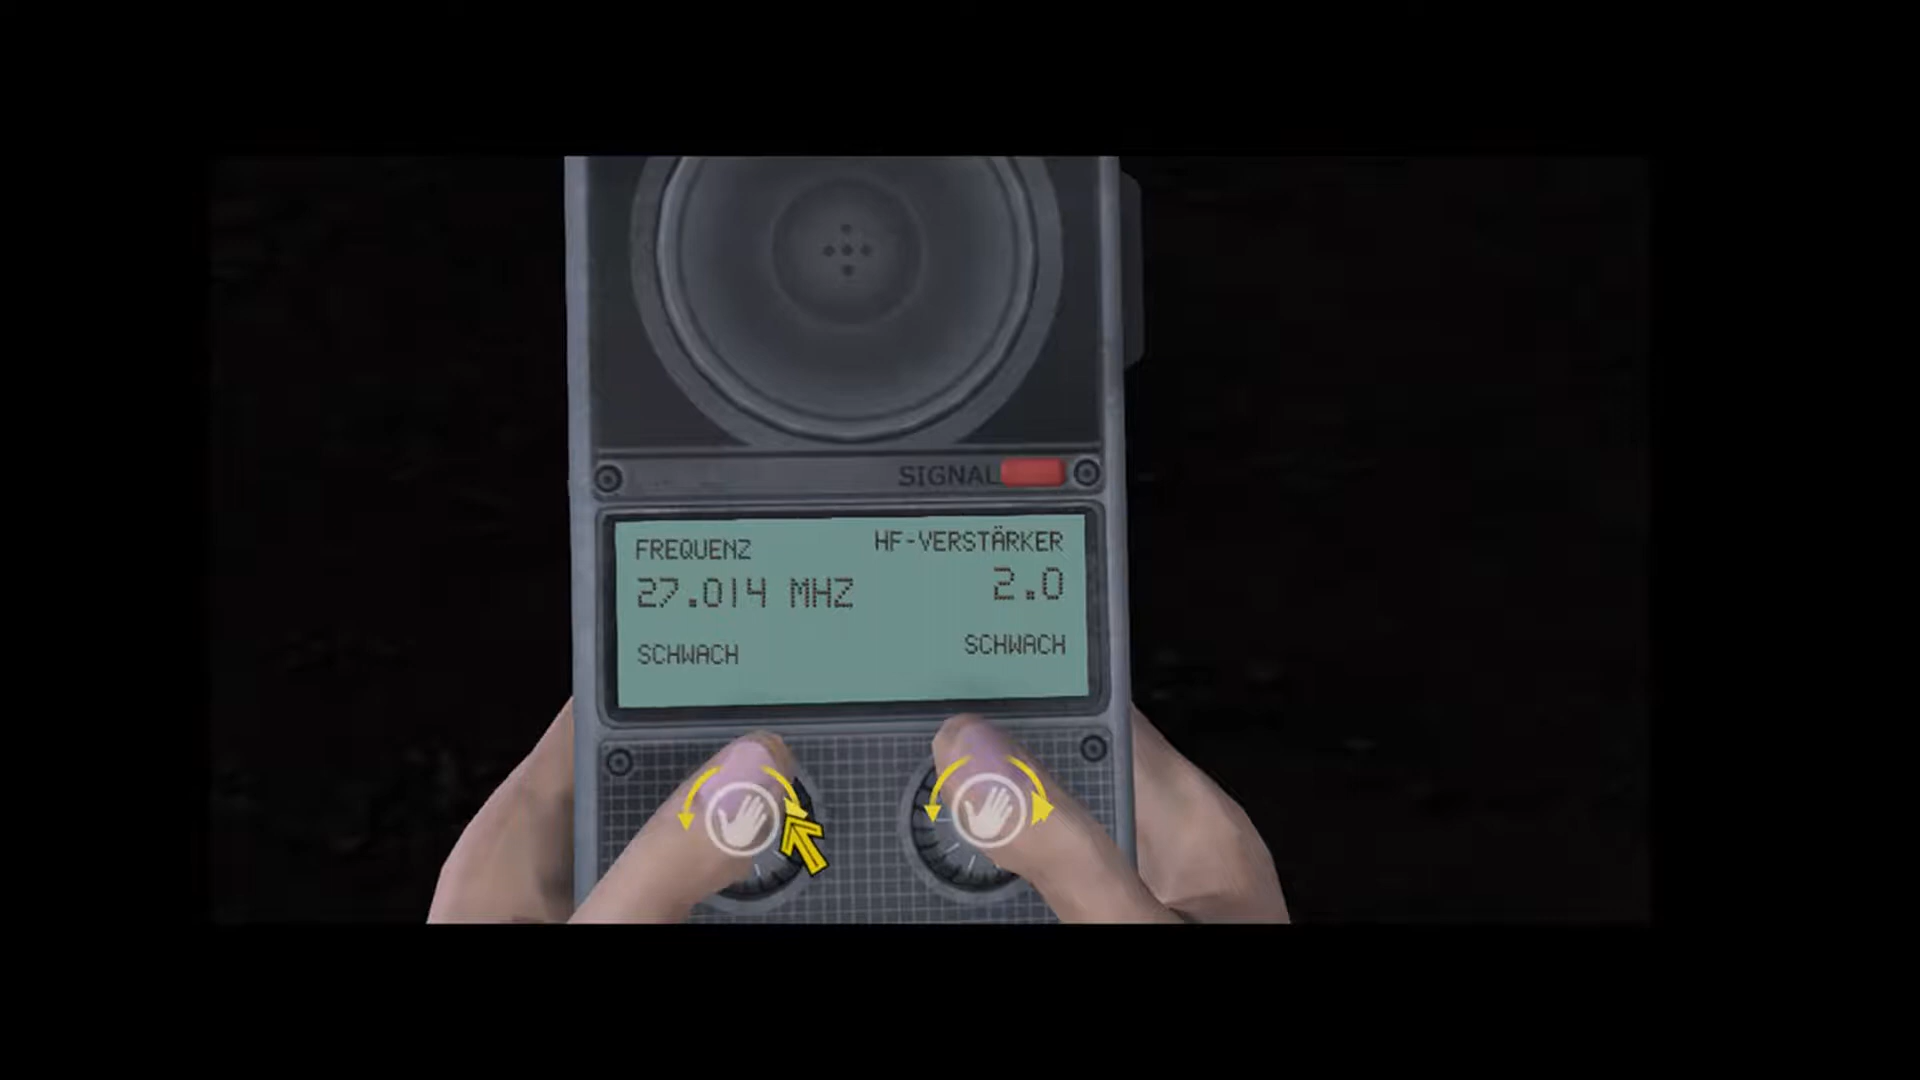 SIGNAL
FREQUENZ
HF-VERSTÄRKER
27.014 MHZ
2.0
SCHWACH
SCHWACH